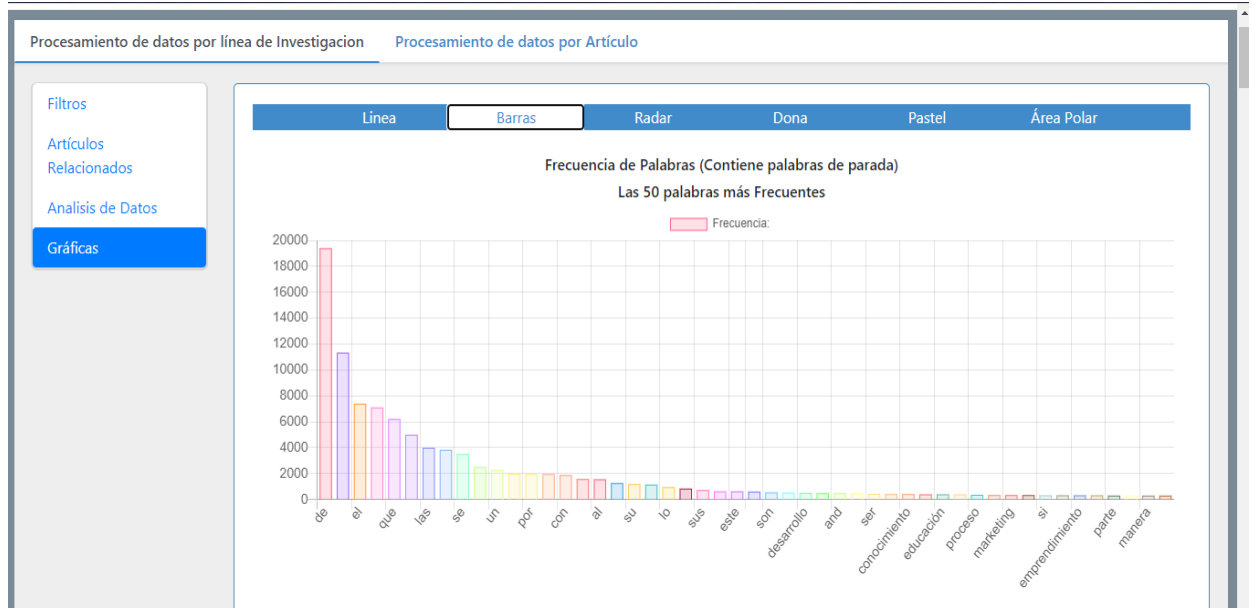 Procesamiento de datos por línea de Investigacion
Procesamiento de datos por Artículo
Filtros
Artículos
Relacionados
Analisis de Datos
Gráficas
Linea
Barras
Radar
Dona
Pastel
Área Polar
Frecuencia de Palabras (Contiene palabras de parada)
Las 50 palabras más Frecuentes
Frecuencia:
20000
18000
16000
14000
12000
10000
8000
6000
4000
2000
0
de
el
que
las
se
un
por
con
al
su
lo
sus
este
son
desarrollo
and
ser
conocimiento
educación
proceso
marketing
si
emprendimiento
parte
manera